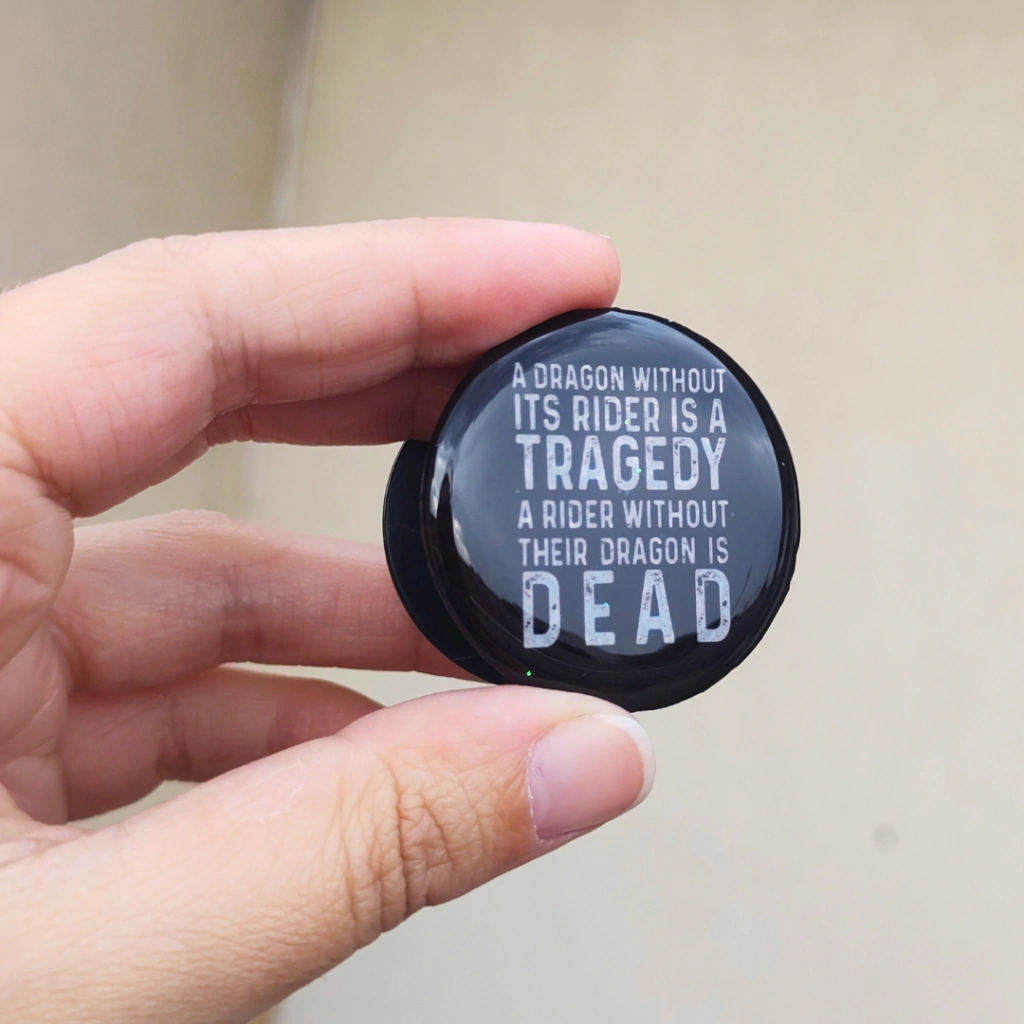 A DRAGON WITHOUT
ITS RIDER IS A
TRAGEDY
A RIDER WITHOUT
THEIR DRAGON IS
DEAD